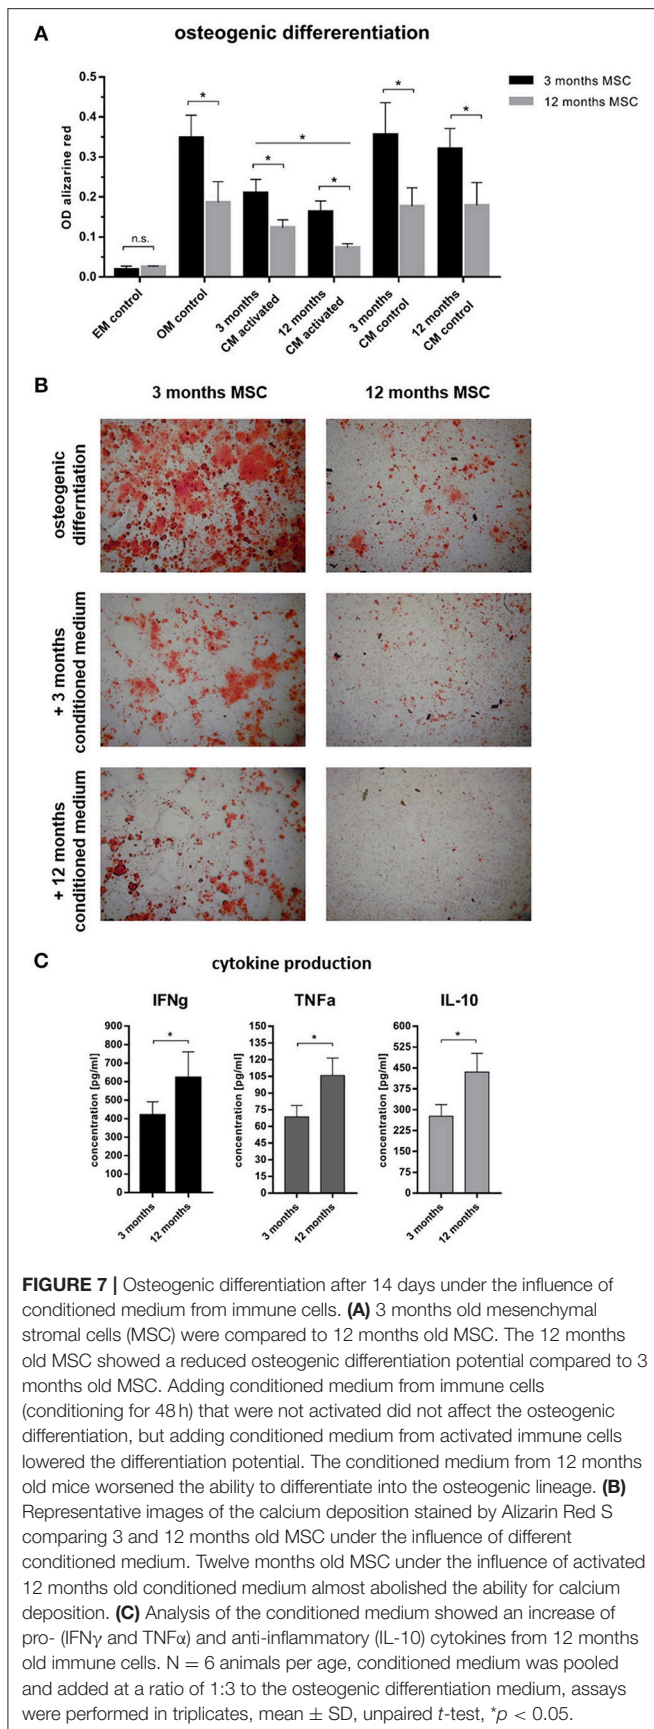 A
osteogenic differerentiation
3 months MSC
12 months MSC
OD alizarine red
0.5
0.4
0.3
0.2
0.1
0.0
n.s.
*
*
*
*
*
*
EM control
OM control
3 months
CM activated
12 months
CM activated
3 months
CM control
12 months
CM control
B
3 months MSC
12 months MSC
osteogenic
differntiation
+ 3 months
conditioned medium
+ 12 months
conditioned medium
C
cytokine production
IFNg
concentration [pg/ml]
900
800
700
600
500
400
300
200
100
0
*
3 months
12 months
TNFa
concentration [pg/ml]
150
135
120
105
90
75
60
45
30
15
0
*
3 months
12 months
IL-10
concentration [pg/ml]
600
525
450
375
300
225
150
75
0
*
3 months
12 months
FIGURE 7 | Osteogenic differentiation after 14 days under the influence of
conditioned medium from immune cells. (A) 3 months old mesenchymal
stromal cells (MSC) were compared to 12 months old MSC. The 12 months
old MSC showed a reduced osteogenic differentiation potential compared to 3
months old MSC. Adding conditioned medium from immune cells
(conditioning for 48 h) that were not activated did not affect the osteogenic
differentiation, but adding conditioned medium from activated immune cells
lowered the differentiation potential. The conditioned medium from 12 months
old mice worsened the ability to differentiate into the osteogenic lineage. (B)
Representative images of the calcium deposition stained by Alizarin Red S
comparing 3 and 12 months old MSC under the influence of different
conditioned medium. Twelve months old MSC under the influence of activated
12 months old conditioned medium almost abolished the ability for calcium
deposition. (C) Analysis of the conditioned medium showed an increase of
pro- (IFNγ and TNFα) and anti-inflammatory (IL-10) cytokines from 12 months
old immune cells. N = 6 animals per age, conditioned medium was pooled
and added at a ratio of 1:3 to the osteogenic differentiation medium, assays
were performed in triplicates, mean ± SD, unpaired t-test, *p < 0.05.